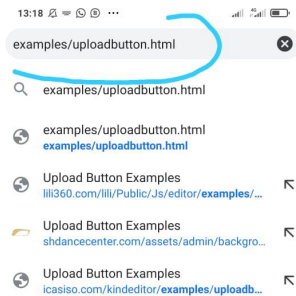 13:18
4G
examples/uploadbutton.html
examples/uploadbutton.html
examples/uploadbutton.html
examples/uploadbutton.html
Upload Button Examples
lili360.com/lili/Public/Js/editor/examples/...
Upload Button Examples
shdancecenter.com/assets/admin/backgro...
Upload Button Examples
icasiso.com/kindeditor/examples/uploadb...